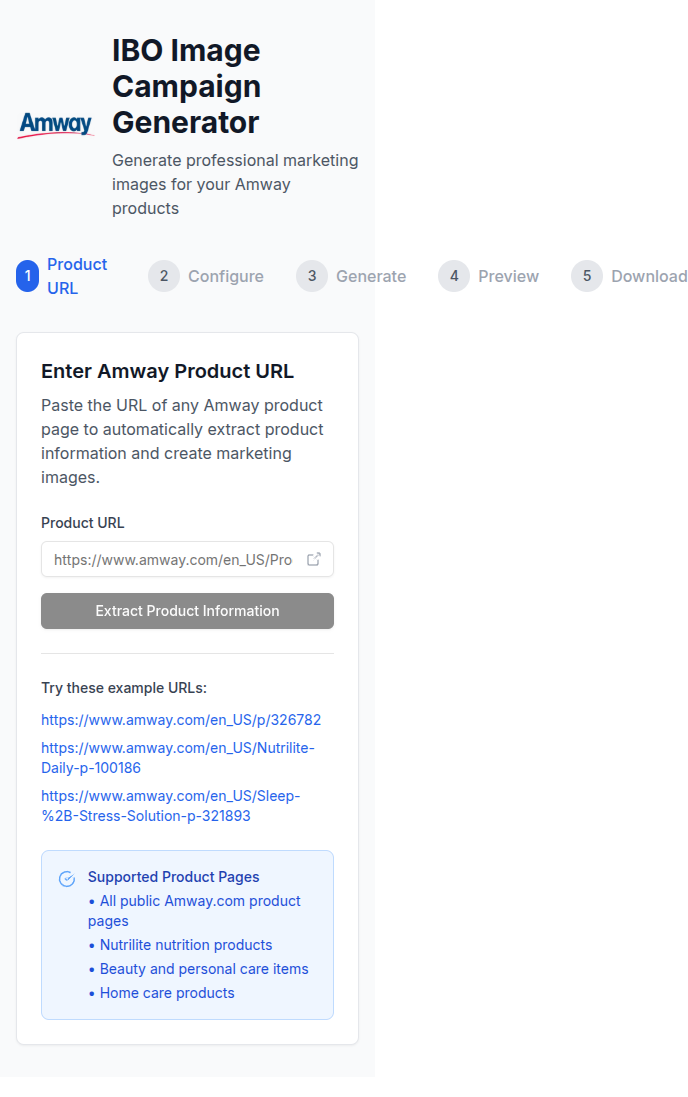 Amway
IBO Image
Campaign
Generator
Generate professional marketing
images for your Amway
products
1 Product
URL
2 Configure
3 Generate
4 Preview
5 Download
Enter Amway Product URL
Paste the URL of any Amway product
page to automatically extract product
information and create marketing
images.
Product URL
https://www.amway.com/en_US/Pro
Extract Product Information
Try these example URLs:
https://www.amway.com/en_US/p/326782
https://www.amway.com/en_US/Nutrilite-
Daily-p-100186
https://www.amway.com/en_US/Sleep-
%2B-Stress-Solution-p-321893
Supported Product Pages
• All public Amway.com product
pages
• Nutrilite nutrition products
• Beauty and personal care items
• Home care products